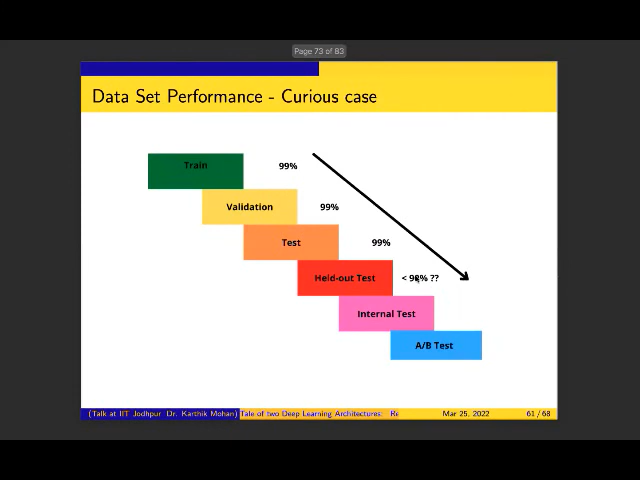 Page 73 of 83
Data Set Performance - Curious case
Train 99%
Validation 99%
Test 99%
Held-out Test < 98% ??
Internal Test
A/B Test
(Talk at IIT Jodhpur Dr. Karthik Mohan) Tale of two Deep Learning Architectures: Re Mar 25, 2022 61 / 68